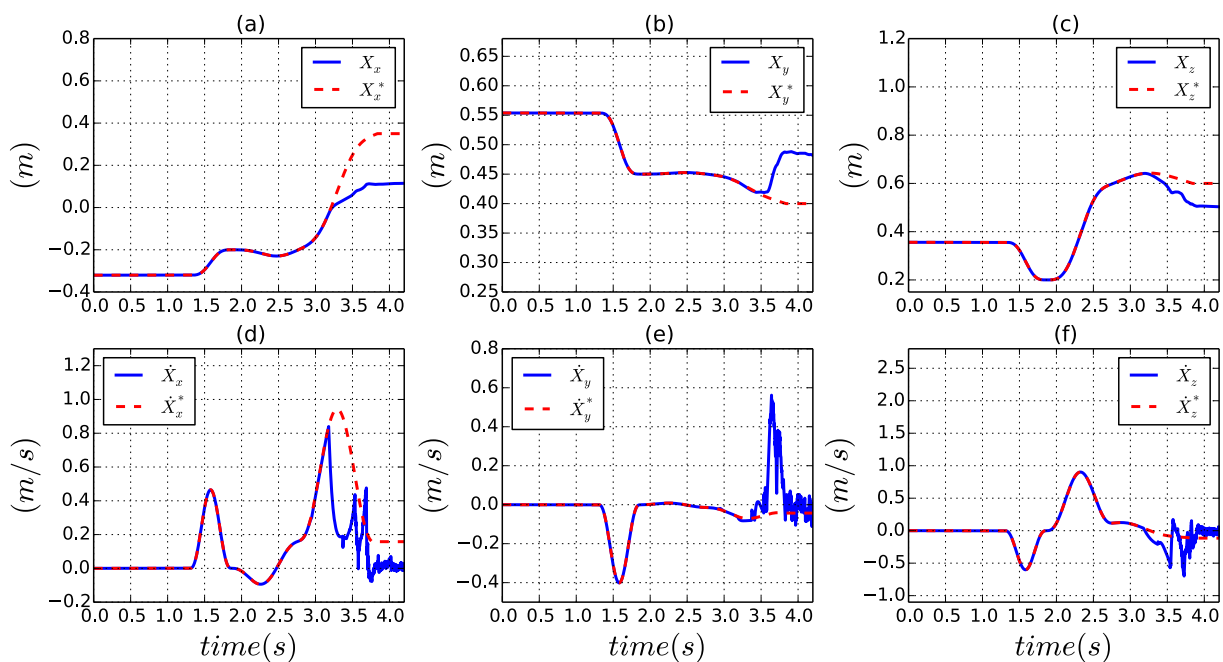 (a)
0.8
0.6
0.4
0.2
0.0
−0.2
−0.4
(m)
X_x
X_x^*
0.0 0.5 1.0 1.5 2.0 2.5 3.0 3.5 4.0
(b)
0.65
0.60
0.55
0.50
0.45
0.40
0.35
0.30
0.25
(m)
X_y
X_y^*
0.0 0.5 1.0 1.5 2.0 2.5 3.0 3.5 4.0
(c)
1.2
1.0
0.8
0.6
0.4
0.2
(m)
X_z
X_z^*
0.0 0.5 1.0 1.5 2.0 2.5 3.0 3.5 4.0
(d)
1.2
1.0
0.8
0.6
0.4
0.2
0.0
−0.2
(m/s)
Ẋ_x
Ẋ_x^*
0.0 0.5 1.0 1.5 2.0 2.5 3.0 3.5 4.0
time(s)
(e)
0.8
0.6
0.4
0.2
0.0
−0.2
−0.4
(m/s)
Ẋ_y
Ẋ_y^*
0.0 0.5 1.0 1.5 2.0 2.5 3.0 3.5 4.0
time(s)
(f)
2.5
2.0
1.5
1.0
0.5
0.0
−0.5
−1.0
(m/s)
Ẋ_z
Ẋ_z^*
0.0 0.5 1.0 1.5 2.0 2.5 3.0 3.5 4.0
time(s)